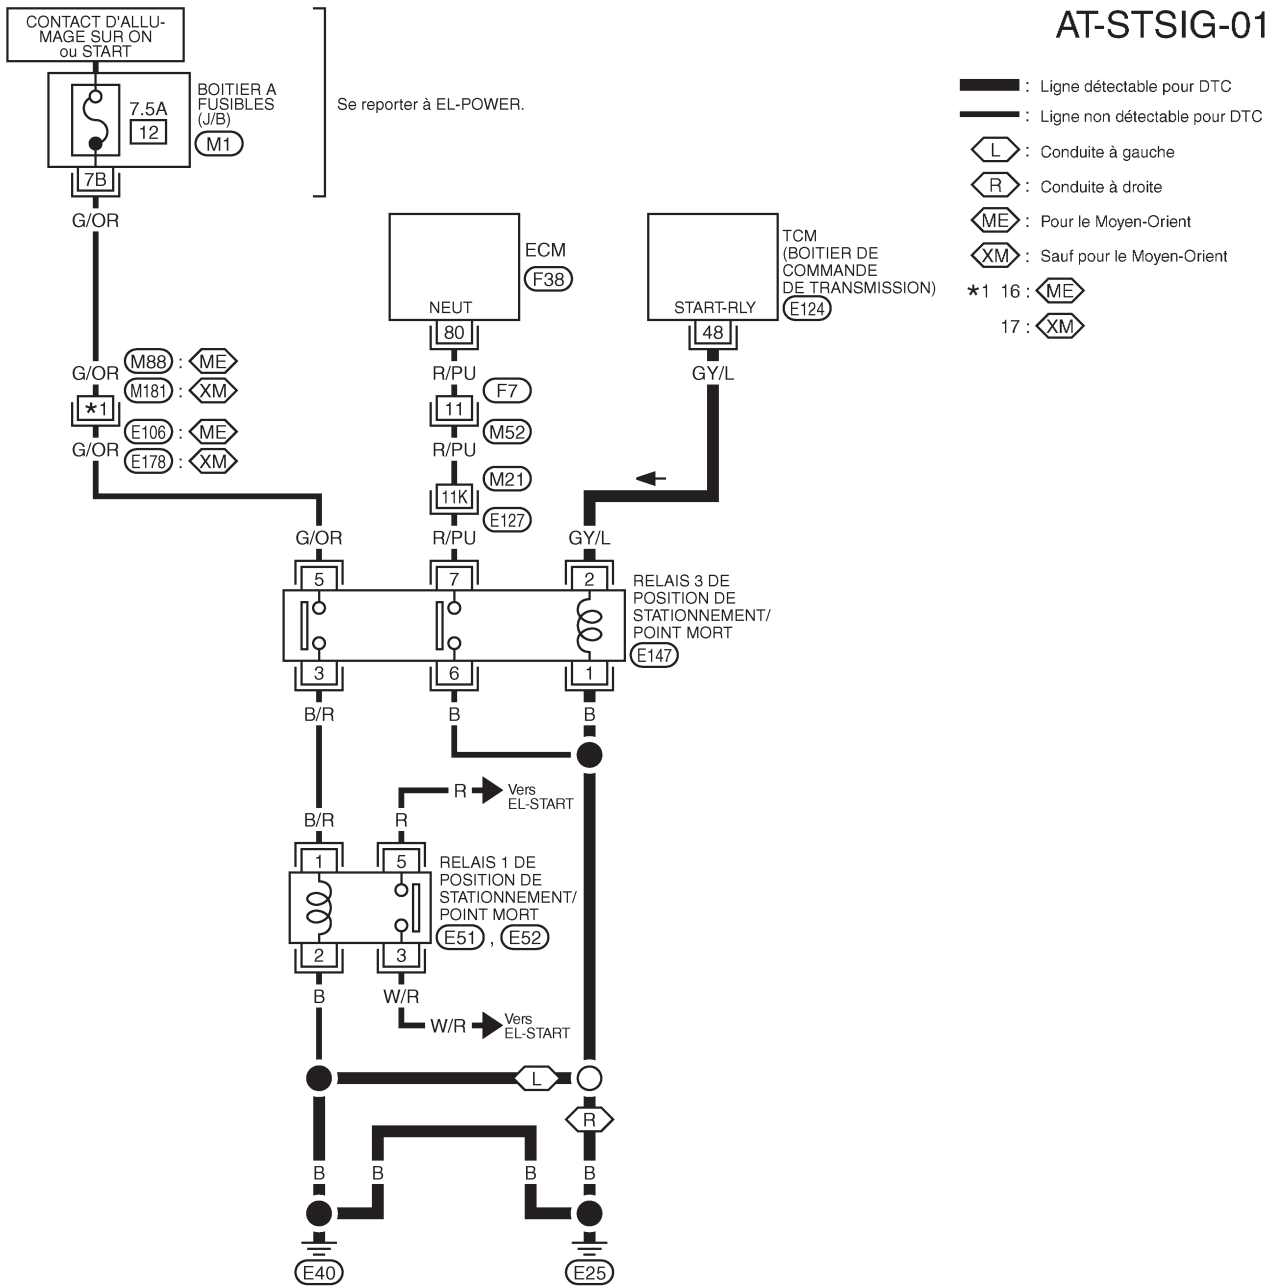 AT-STSIG-01
CONTACT D'ALLU-
MAGE SUR ON
ou START
7.5A
12
BOITIER A
FUSIBLES
(J/B)
M1
7B
G/OR
Se reporter à EL-POWER.
: Ligne détectable pour DTC
: Ligne non détectable pour DTC
L : Conduite à gauche
R : Conduite à droite
ME : Pour le Moyen-Orient
XM : Sauf pour le Moyen-Orient
*1 16 : ME
17 : XM
ECM
F38
NEUT
80
R/PU
TCM
(BOITIER DE
COMMANDE
DE TRANSMISSION)
E124
START-RLY
48
GY/L
G/OR
M88 : ME
M181 : XM
*1
E106 : ME
E178 : XM
G/OR
F7
11
M52
R/PU
M21
11K
E127
G/OR
R/PU
GY/L
5
7
2
RELAIS 3 DE
POSITION DE
STATIONNEMENT/
POINT MORT
E147
3
6
1
B/R
B
B
R
Vers
EL-START
B/R
R
1
5
RELAIS 1 DE
POSITION DE
STATIONNEMENT/
POINT MORT
E51 , E52
2
3
B
W/R
W/R
Vers
EL-START
L
R
B
B
B
B
E40
E25